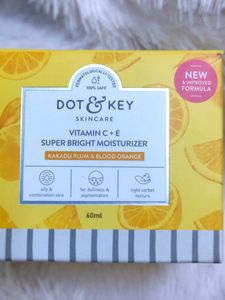 DERMATOLOGICALLY TESTED
100% SAFE
DOT & KEY
SKINCARE
VITAMIN C + E
SUPER BRIGHT MOISTURIZER
KAKADU PLUM & BLOOD ORANGE
NEW
& IMPROVED
FORMULA
oily &
combination skin
for dullness &
pigmentation
light sorbet
texture
60ml